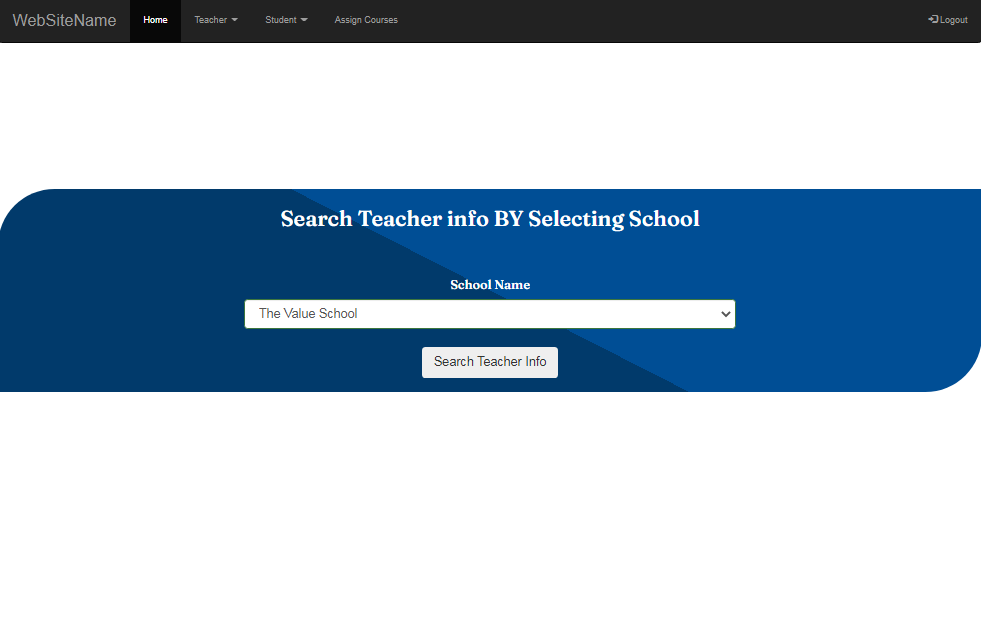 WebSiteName Home Teacher Student Assign Courses Logout
Search Teacher info BY Selecting School
School Name
The Value School
Search Teacher Info